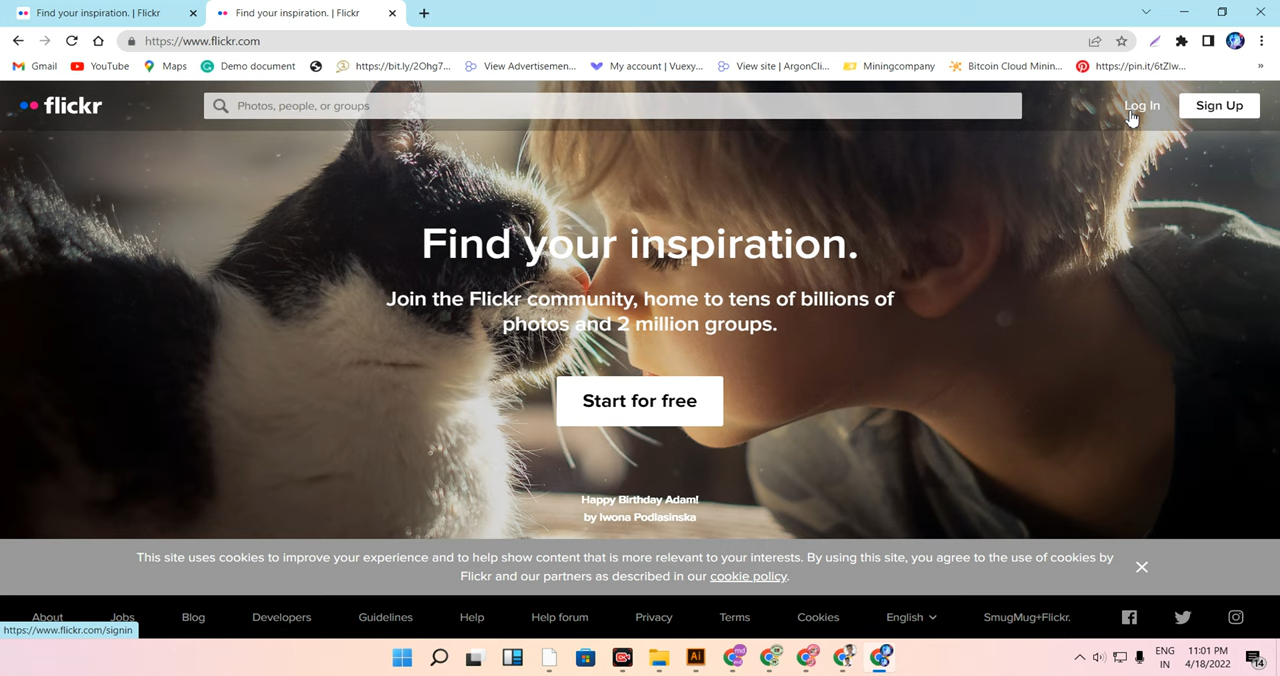 Find your inspiration. | Flickr
Find your inspiration. | Flickr
https://www.flickr.com
Gmail
YouTube
Maps
Demo document
https://bit.ly/2Ohg7...
View Advertisemen...
My account | Vuexy...
View site | ArgonCli...
Miningcompany
Bitcoin Cloud Minin...
https://pin.it/6tZlw...
»
flickr
Photos, people, or groups
Log In
Sign Up
Find your inspiration.
Join the Flickr community, home to tens of billions of
photos and 2 million groups.
Start for free
Happy Birthday Adam!
by Iwona Podlasinska
This site uses cookies to improve your experience and to help show content that is more relevant to your interests. By using this site, you agree to the use of cookies by
Flickr and our partners as described in our cookie policy.
About
Jobs
Blog
Developers
Guidelines
Help
Help forum
Privacy
Terms
Cookies
English
SmugMug+Flickr.
https://www.flickr.com/signin
Ai
ENG
IN
11:01 PM
4/18/2022
14